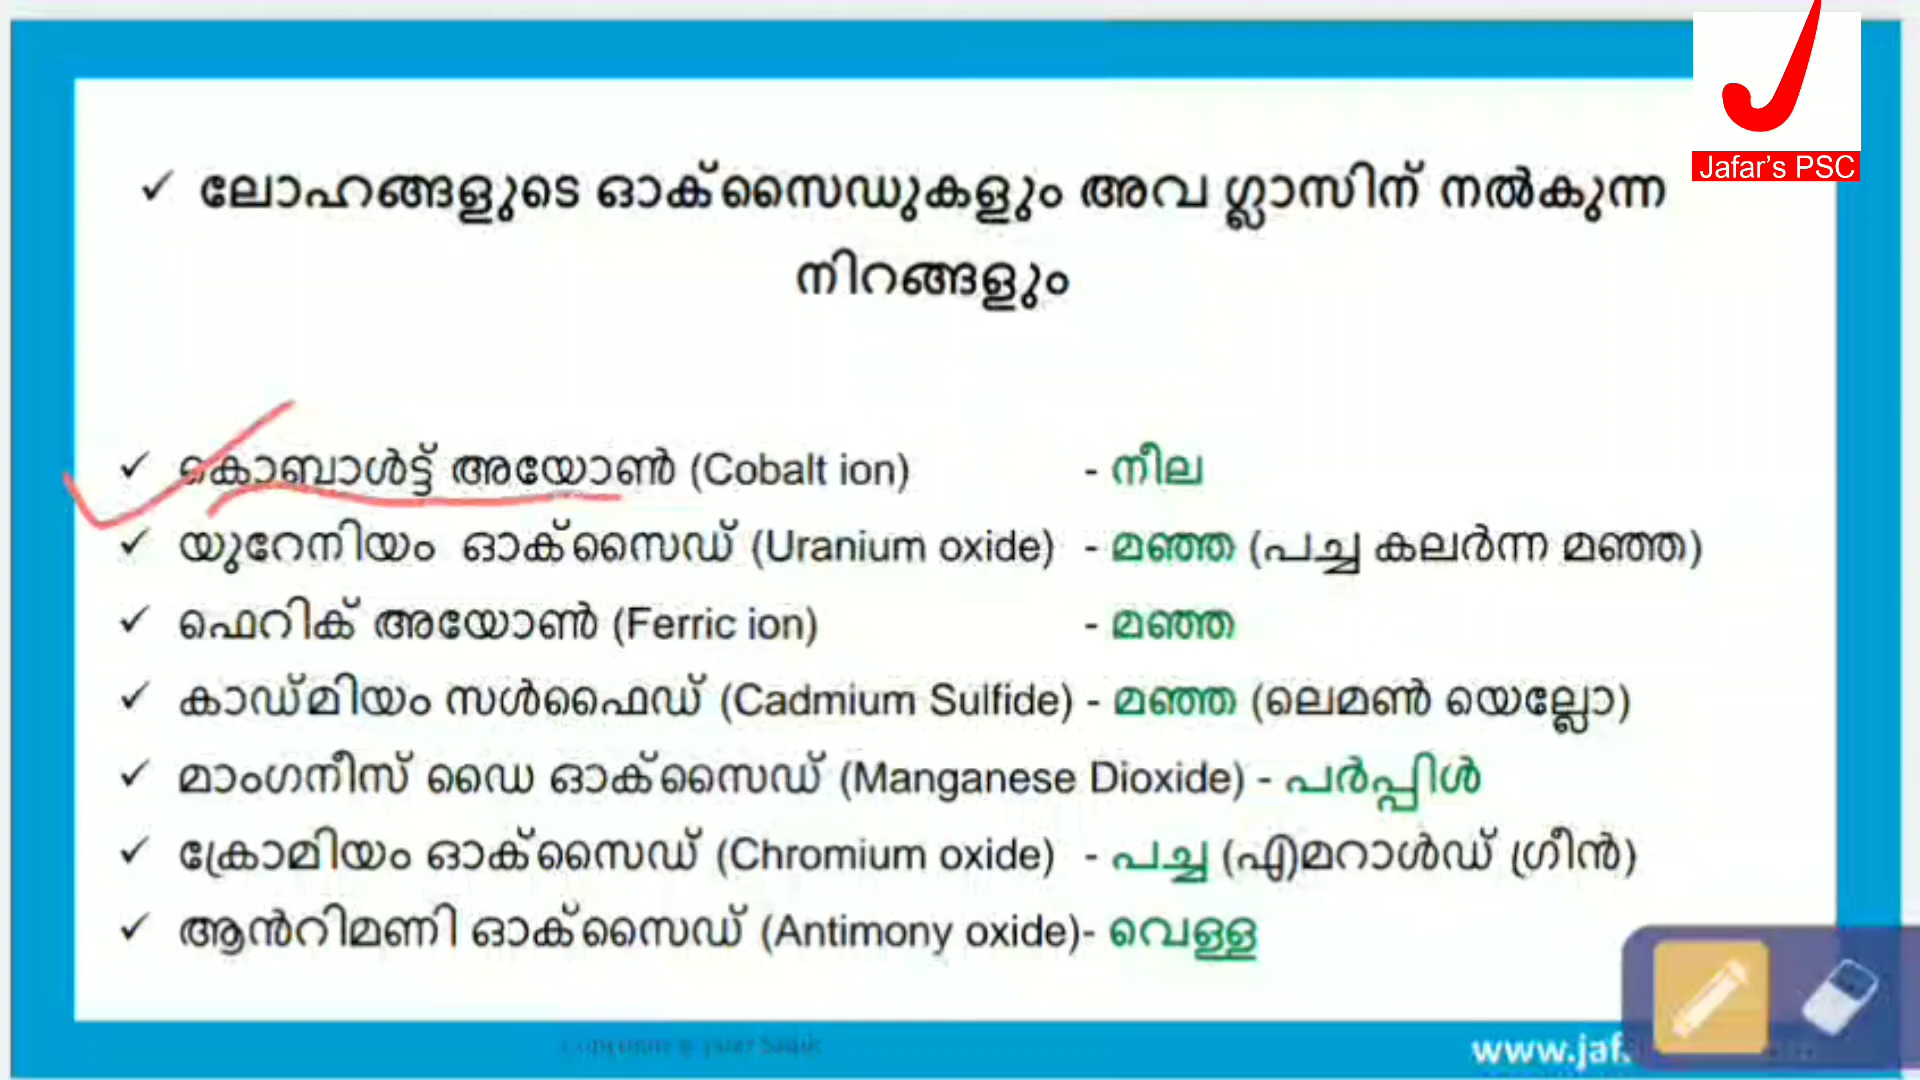 Jafar's PSC
✓ ലോഹങ്ങളുടെ ഓക്സൈഡുകളും അവ ഗ്ലാസിന് നൽകുന്ന
നിറങ്ങളും
✓ കൊബാൾട്ട് അയോൺ (Cobalt ion) - നീല
✓ യുറേനിയം ഓക്സൈഡ് (Uranium oxide) - മഞ്ഞ (പച്ച കലർന്ന മഞ്ഞ)
✓ ഫെറിക് അയോൺ (Ferric ion) - മഞ്ഞ
✓ കാഡ്മിയം സൾഫൈഡ് (Cadmium Sulfide) - മഞ്ഞ (ലെമൺ യെല്ലോ)
✓ മാംഗനീസ് ഡൈ ഓക്സൈഡ് (Manganese Dioxide) - പർപ്പിൾ
✓ ക്രോമിയം ഓക്സൈഡ് (Chromium oxide) - പച്ച (എമറാൾഡ് ഗ്രീൻ)
✓ ആൻറിമണി ഓക്സൈഡ് (Antimony oxide)- വെള്ള
www.jaf